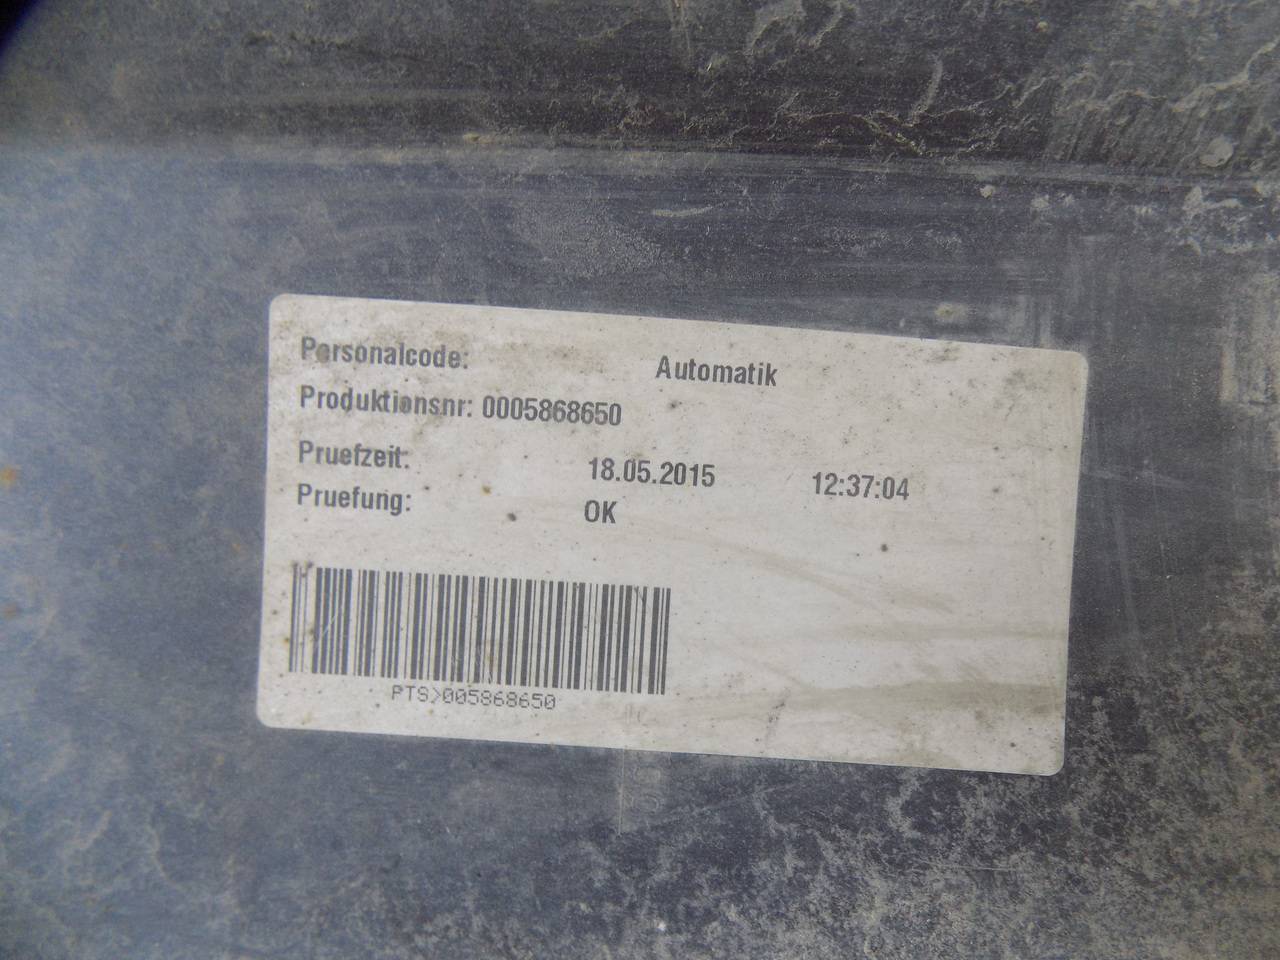 Personalcode: Automatik
Produktionsnr: 0005868650
Pruefzeit: 18.05.2015 12:37:04
Pruefung: OK
PTS>005868650